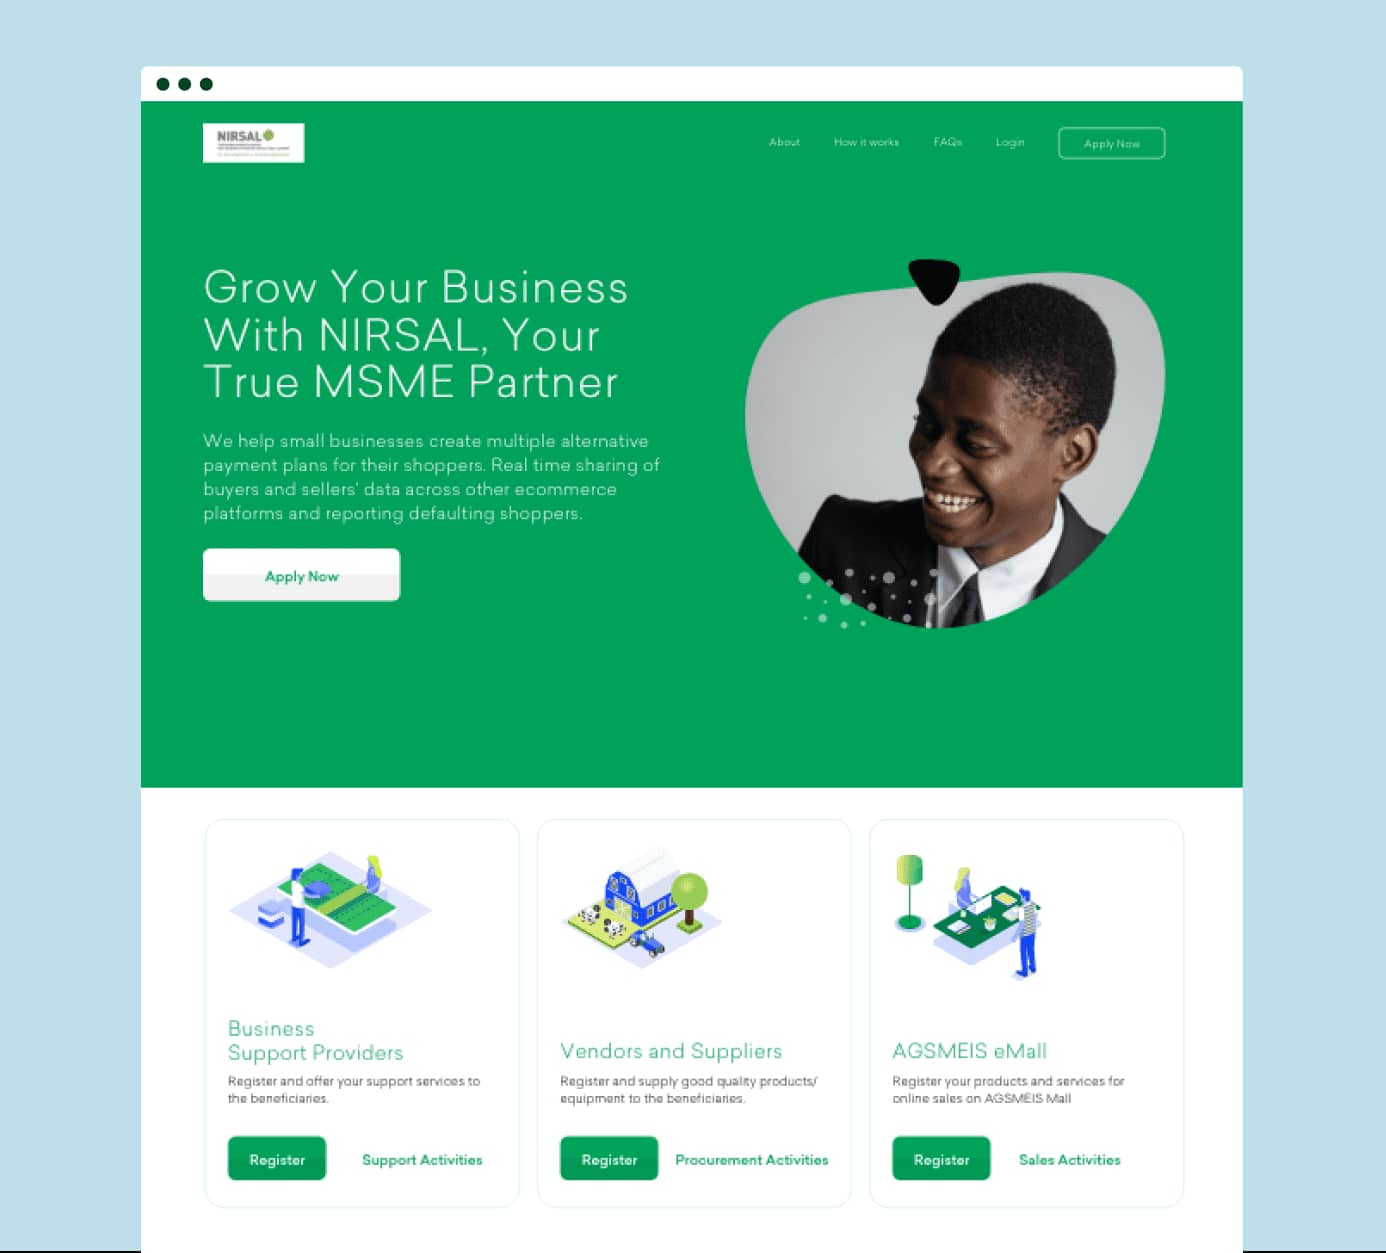 NIRSAL
About
How it works
FAQs
Login
Apply Now
Grow Your Business
With NIRSAL, Your
True MSME Partner
We help small businesses create multiple alternative
payment plans for their shoppers. Real time sharing of
buyers and sellers' data across other ecommerce
platforms and reporting defaulting shoppers.
Apply Now
Business
Support Providers
Register and offer your support services to
the beneficiaries.
Register
Support Activities
Vendors and Suppliers
Register and supply good quality products/
equipment to the beneficiaries.
Register
Procurement Activities
AGSMEIS eMall
Register your products and services for
online sales on AGSMEIS Mall
Register
Sales Activities